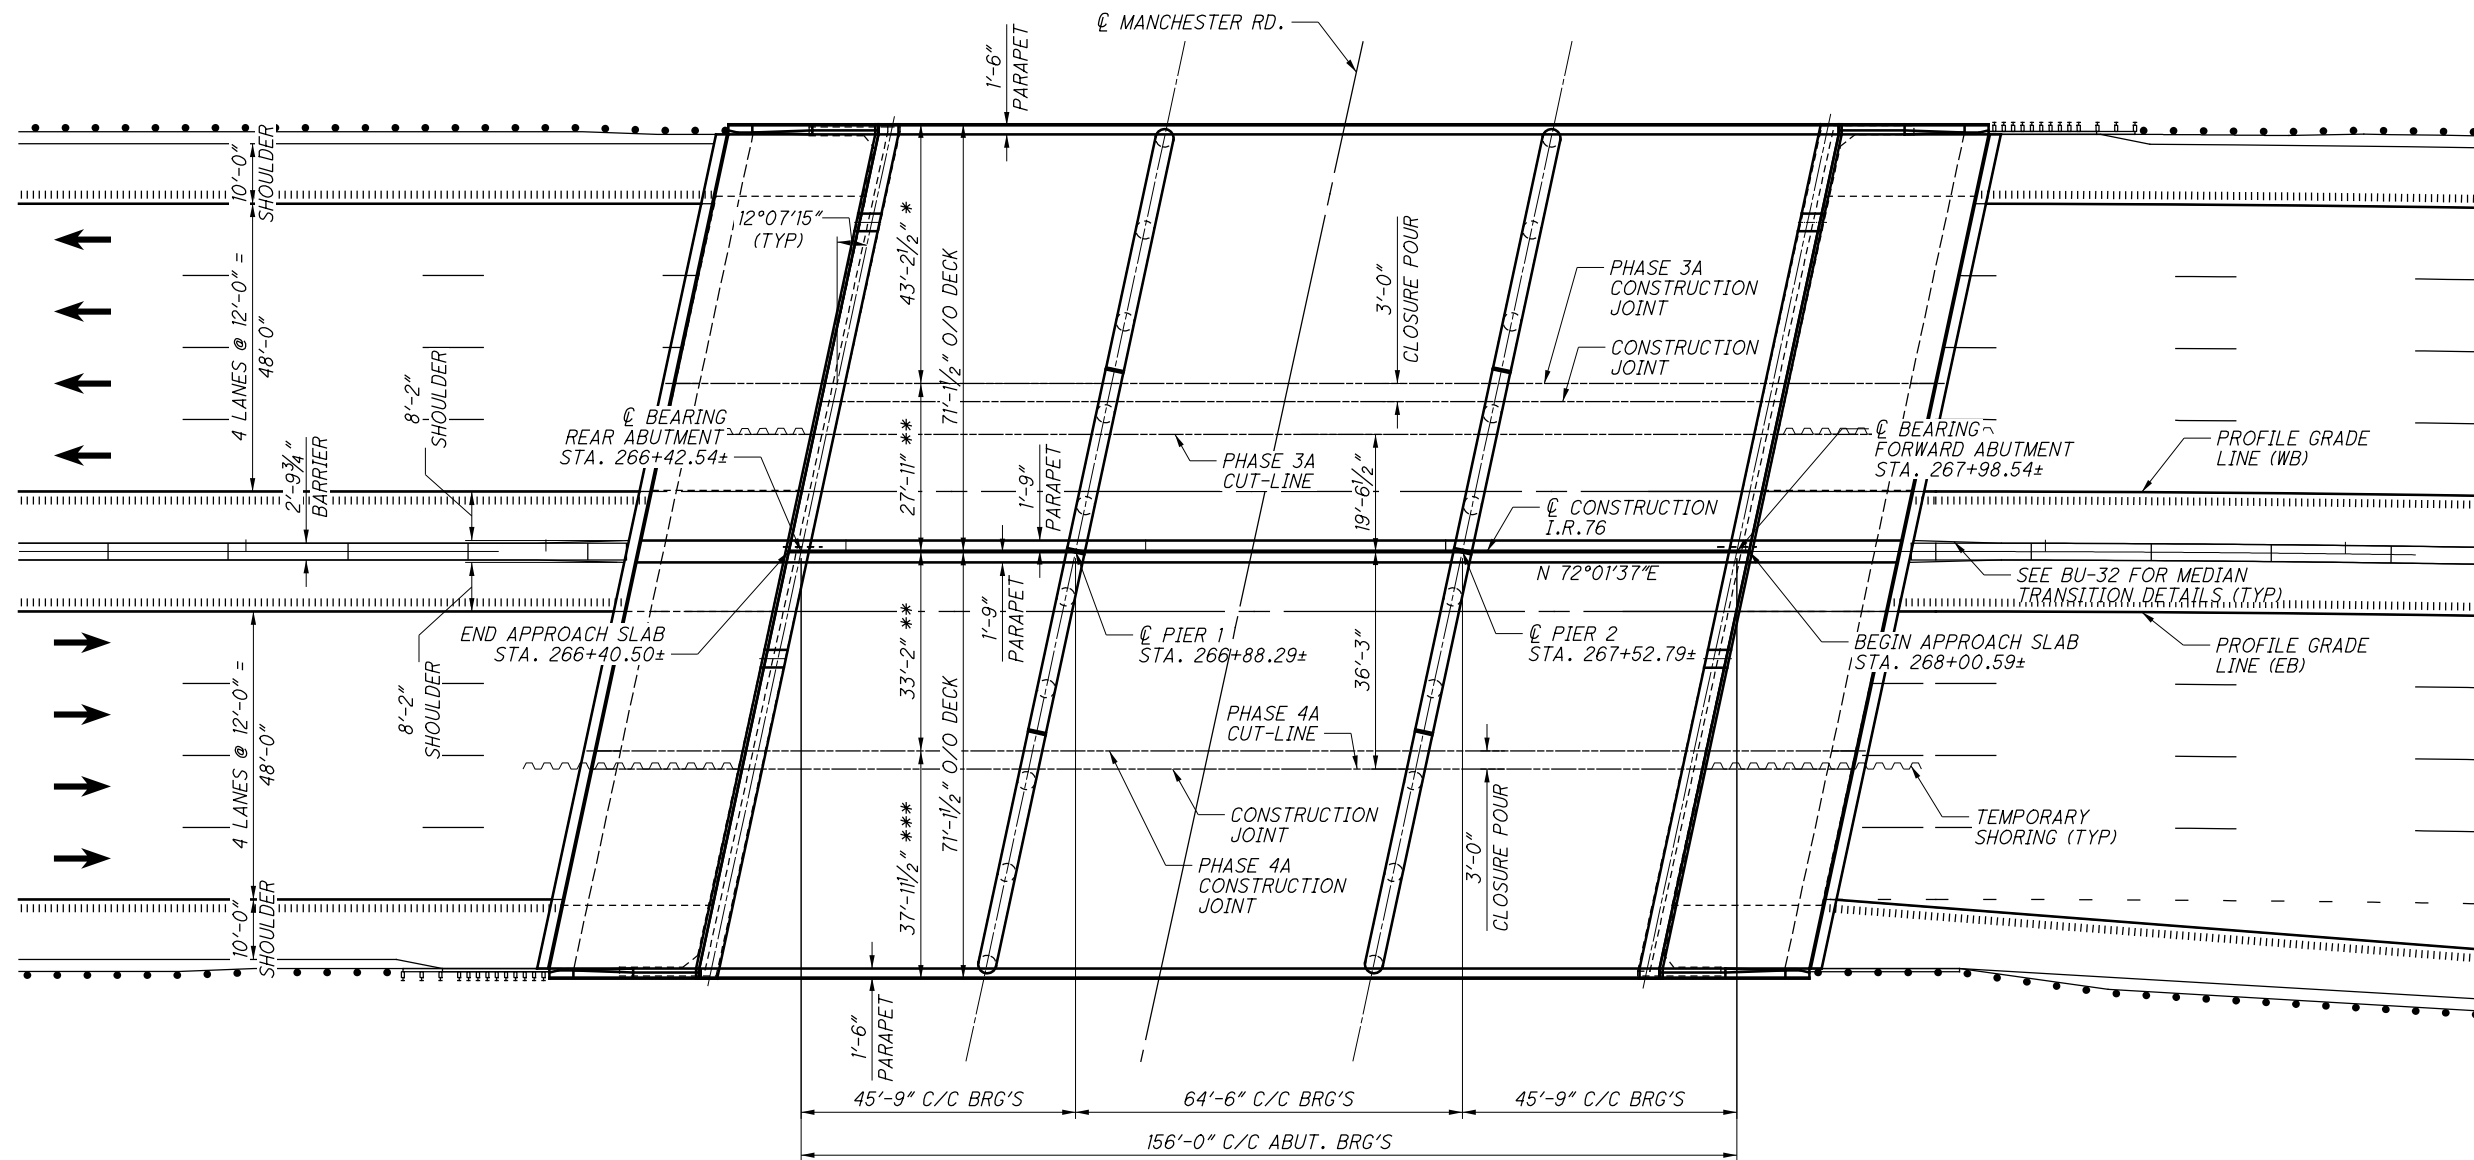 ℄ MANCHESTER RD.
1'-6"
PARAPET
10'-0"
SHOULDER
12°07'15"
(TYP)
4 LANES @ 12'-0" =
48'-0"
43'-2½" *
71'-1½" O/O DECK
3'-0"
CLOSURE POUR
PHASE 3A
CONSTRUCTION
JOINT
CONSTRUCTION
JOINT
8'-2"
SHOULDER
℄ BEARING
REAR ABUTMENT
STA. 266+42.54±
2'-9¾"
BARRIER
27'-11" **
1'-9"
PARAPET
PHASE 3A
CUT-LINE
19'-6½"
℄ CONSTRUCTION
I.R.76
N 72°01'37"E
℄ BEARING
FORWARD ABUTMENT
STA. 267+98.54±
PROFILE GRADE
LINE (WB)
SEE BU-32 FOR MEDIAN
TRANSITION DETAILS (TYP)
END APPROACH SLAB
STA. 266+40.50±
8'-2"
SHOULDER
33'-2" **
1'-9"
PARAPET
℄ PIER 1
STA. 266+88.29±
36'-3"
℄ PIER 2
STA. 267+52.79±
BEGIN APPROACH SLAB
STA. 268+00.59±
PROFILE GRADE
LINE (EB)
4 LANES @ 12'-0" =
48'-0"
71'-1½" O/O DECK
PHASE 4A
CUT-LINE
37'-11½" ***
CONSTRUCTION
JOINT
PHASE 4A
CONSTRUCTION
JOINT
3'-0"
CLOSURE POUR
TEMPORARY
SHORING (TYP)
10'-0"
SHOULDER
1'-6"
PARAPET
45'-9" C/C BRG'S
64'-6" C/C BRG'S
45'-9" C/C BRG'S
156'-0" C/C ABUT. BRG'S